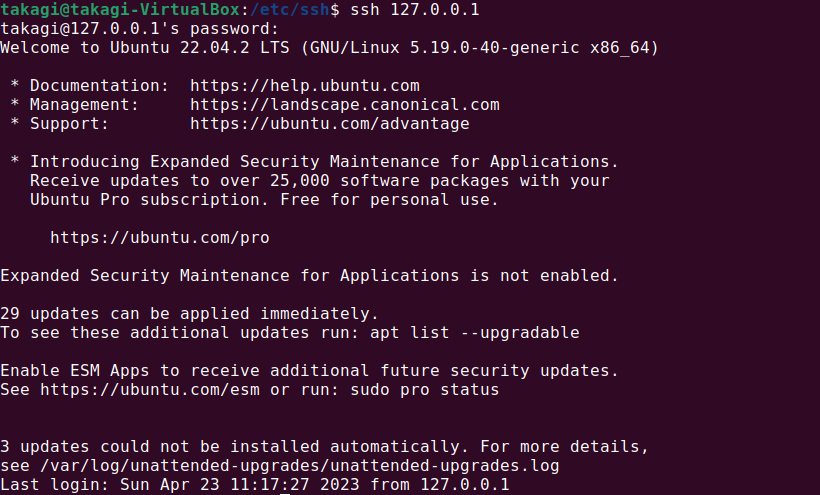 takagi@takagi-VirtualBox:/etc/ssh$ ssh 127.0.0.1
takagi@127.0.0.1's password:
Welcome to Ubuntu 22.04.2 LTS (GNU/Linux 5.19.0-40-generic x86_64)
* Documentation:  https://help.ubuntu.com
* Management:     https://landscape.canonical.com
* Support:        https://ubuntu.com/advantage
* Introducing Expanded Security Maintenance for Applications.
Receive updates to over 25,000 software packages with your
Ubuntu Pro subscription. Free for personal use.
https://ubuntu.com/pro
Expanded Security Maintenance for Applications is not enabled.
29 updates can be applied immediately.
To see these additional updates run: apt list --upgradable
Enable ESM Apps to receive additional future security updates.
See https://ubuntu.com/esm or run: sudo pro status
3 updates could not be installed automatically. For more details,
see /var/log/unattended-upgrades/unattended-upgrades.log
Last login: Sun Apr 23 11:17:27 2023 from 127.0.0.1